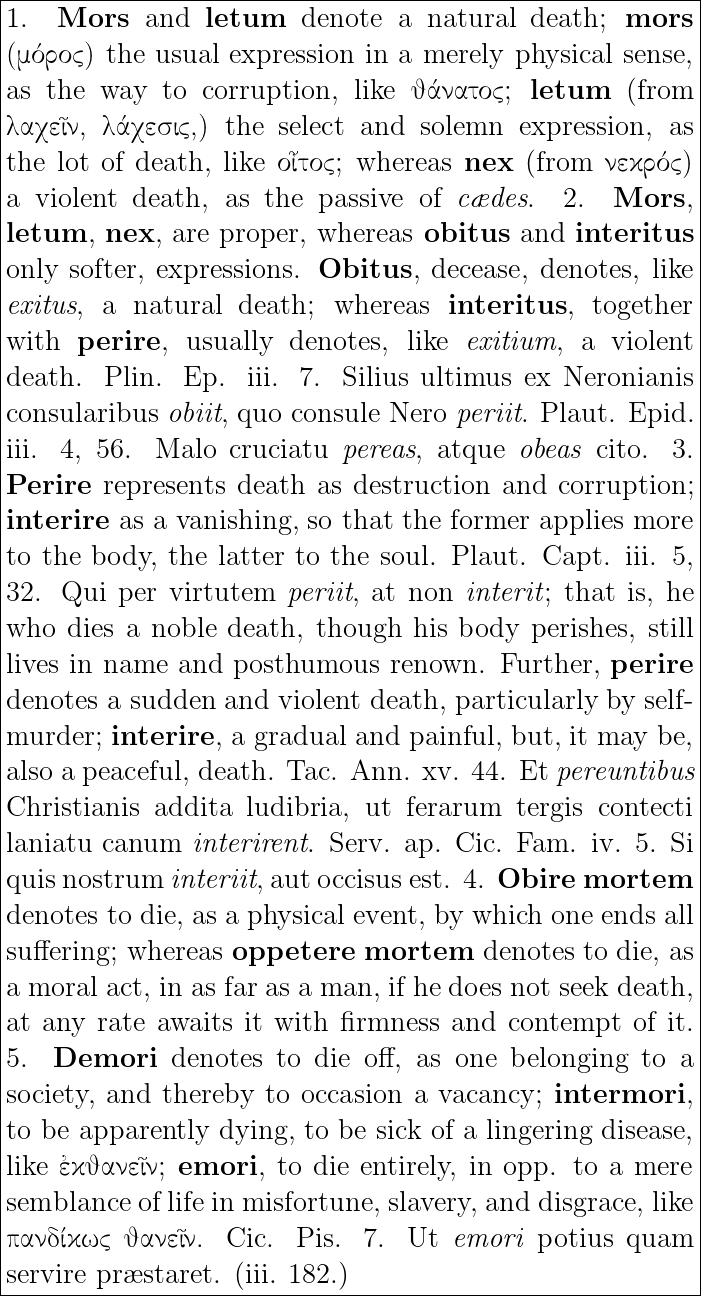 1. Mors and letum denote a natural death; mors
(μόρος) the usual expression in a merely physical sense,
as the way to corruption, like ϑάνατος; letum (from
λαχεῖν, λάχεσις,) the select and solemn expression, as
the lot of death, like οἶτος; whereas nex (from νεκρός)
a violent death, as the passive of cædes. 2. Mors,
letum, nex, are proper, whereas obitus and interitus
only softer, expressions. Obitus, decease, denotes, like
exitus, a natural death; whereas interitus, together
with perire, usually denotes, like exitium, a violent
death. Plin. Ep. iii. 7. Silius ultimus ex Neronianis
consularibus obiit, quo consule Nero periit. Plaut. Epid.
iii. 4, 56. Malo cruciatu pereas, atque obeas cito. 3.
Perire represents death as destruction and corruption;
interire as a vanishing, so that the former applies more
to the body, the latter to the soul. Plaut. Capt. iii. 5,
32. Qui per virtutem periit, at non interit; that is, he
who dies a noble death, though his body perishes, still
lives in name and posthumous renown. Further, perire
denotes a sudden and violent death, particularly by self-
murder; interire, a gradual and painful, but, it may be,
also a peaceful, death. Tac. Ann. xv. 44. Et pereuntibus
Christianis addita ludibria, ut ferarum tergis contecti
laniatu canum interirent. Serv. ap. Cic. Fam. iv. 5. Si
quis nostrum interiit, aut occisus est. 4. Obire mortem
denotes to die, as a physical event, by which one ends all
suffering; whereas oppetere mortem denotes to die, as
a moral act, in as far as a man, if he does not seek death,
at any rate awaits it with firmness and contempt of it.
5. Demori denotes to die off, as one belonging to a
society, and thereby to occasion a vacancy; intermori,
to be apparently dying, to be sick of a lingering disease,
like ἐκϑανεῖν; emori, to die entirely, in opp. to a mere
semblance of life in misfortune, slavery, and disgrace, like
πανδίκως ϑανεῖν. Cic. Pis. 7. Ut emori potius quam
servire præstaret. (iii. 182.)